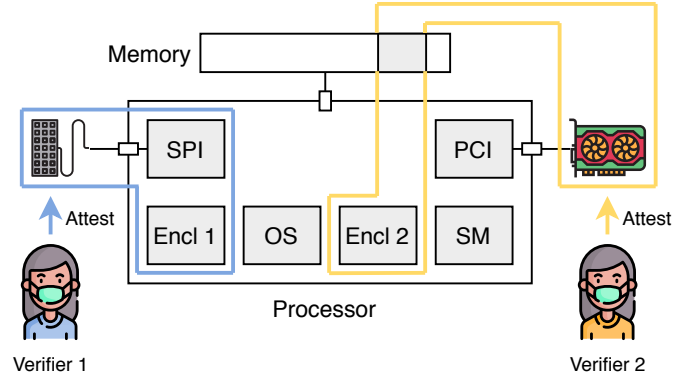 Memory
SPI
PCI
Attest
Attest
Encl 1
OS
Encl 2
SM
Processor
Verifier 1
Verifier 2